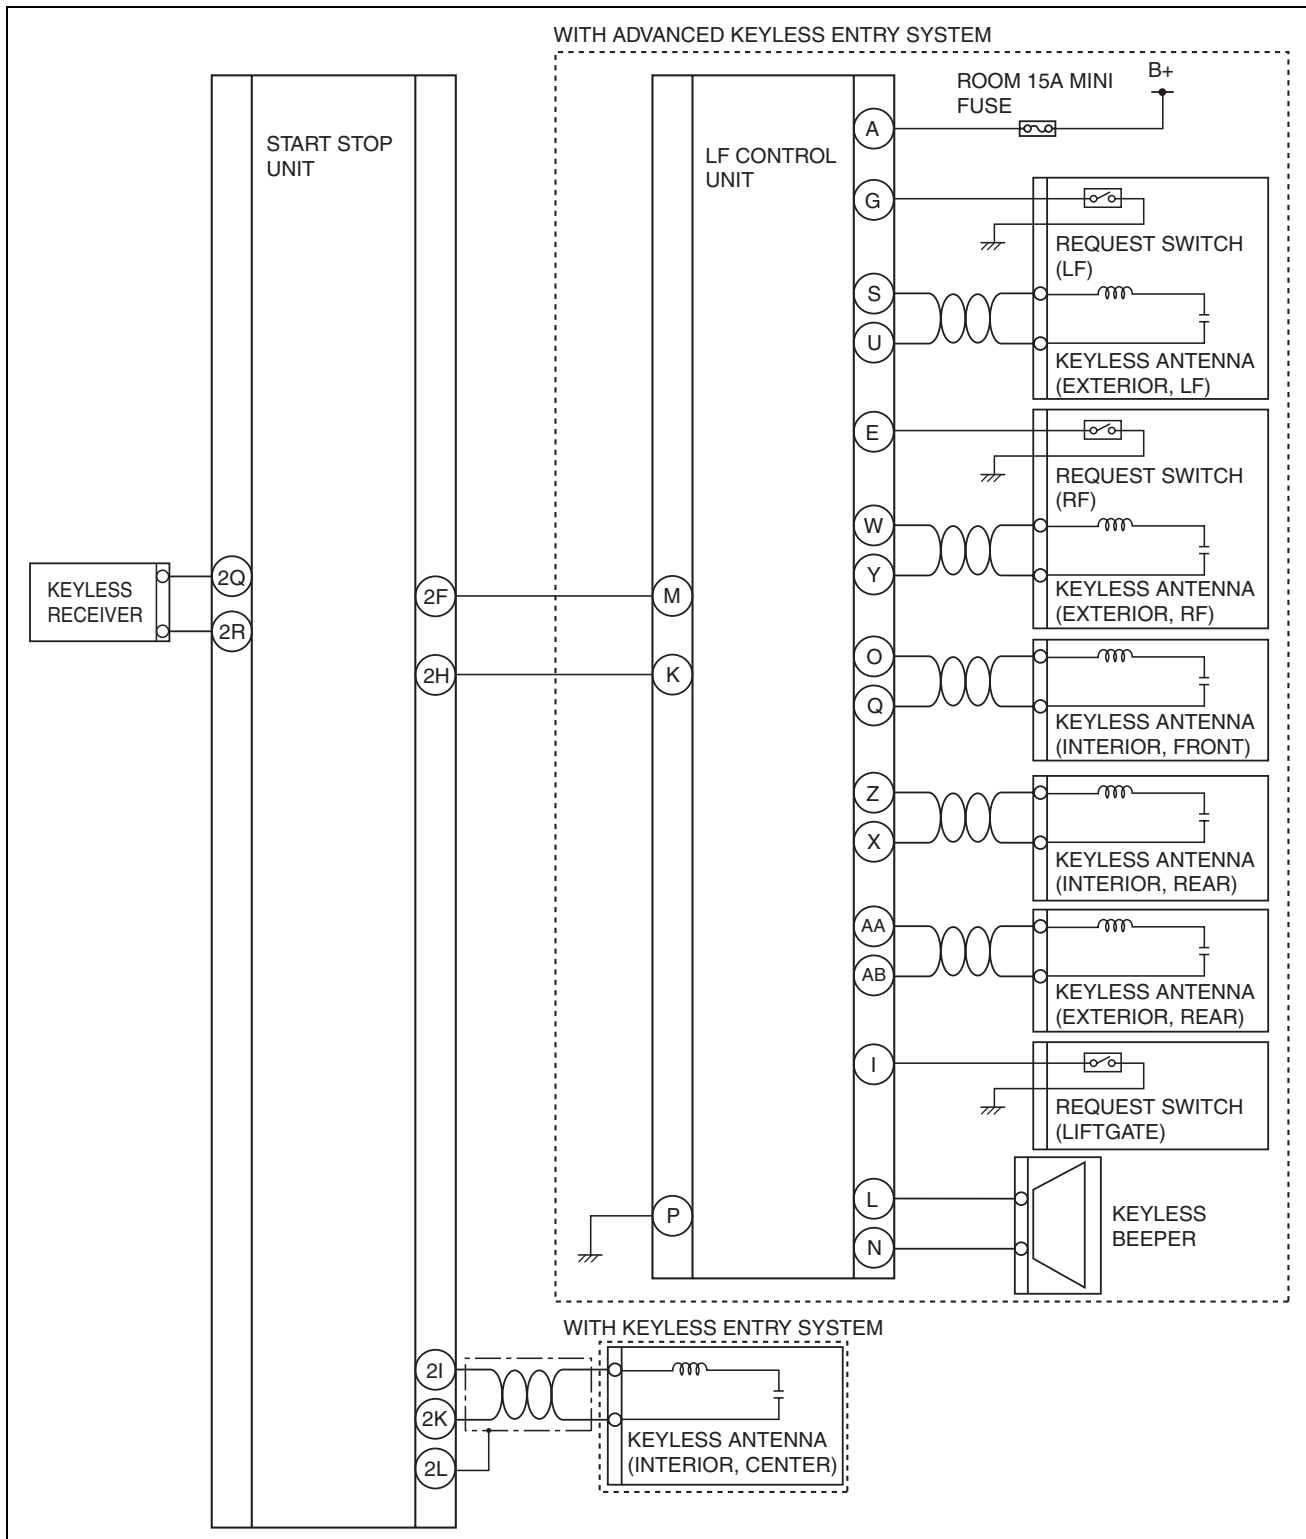 WITH ADVANCED KEYLESS ENTRY SYSTEM
START STOP
UNIT
LF CONTROL
UNIT
ROOM 15A MINI
FUSE
B+
A
G
REQUEST SWITCH
(LF)
S
U
KEYLESS ANTENNA
(EXTERIOR, LF)
E
REQUEST SWITCH
(RF)
W
Y
KEYLESS ANTENNA
(EXTERIOR, RF)
KEYLESS
RECEIVER
2Q
2R
2F
M
2H
K
O
Q
KEYLESS ANTENNA
(INTERIOR, FRONT)
Z
X
KEYLESS ANTENNA
(INTERIOR, REAR)
AA
AB
KEYLESS ANTENNA
(EXTERIOR, REAR)
I
REQUEST SWITCH
(LIFTGATE)
P
L
N
KEYLESS
BEEPER
WITH KEYLESS ENTRY SYSTEM
2I
2K
2L
KEYLESS ANTENNA
(INTERIOR, CENTER)